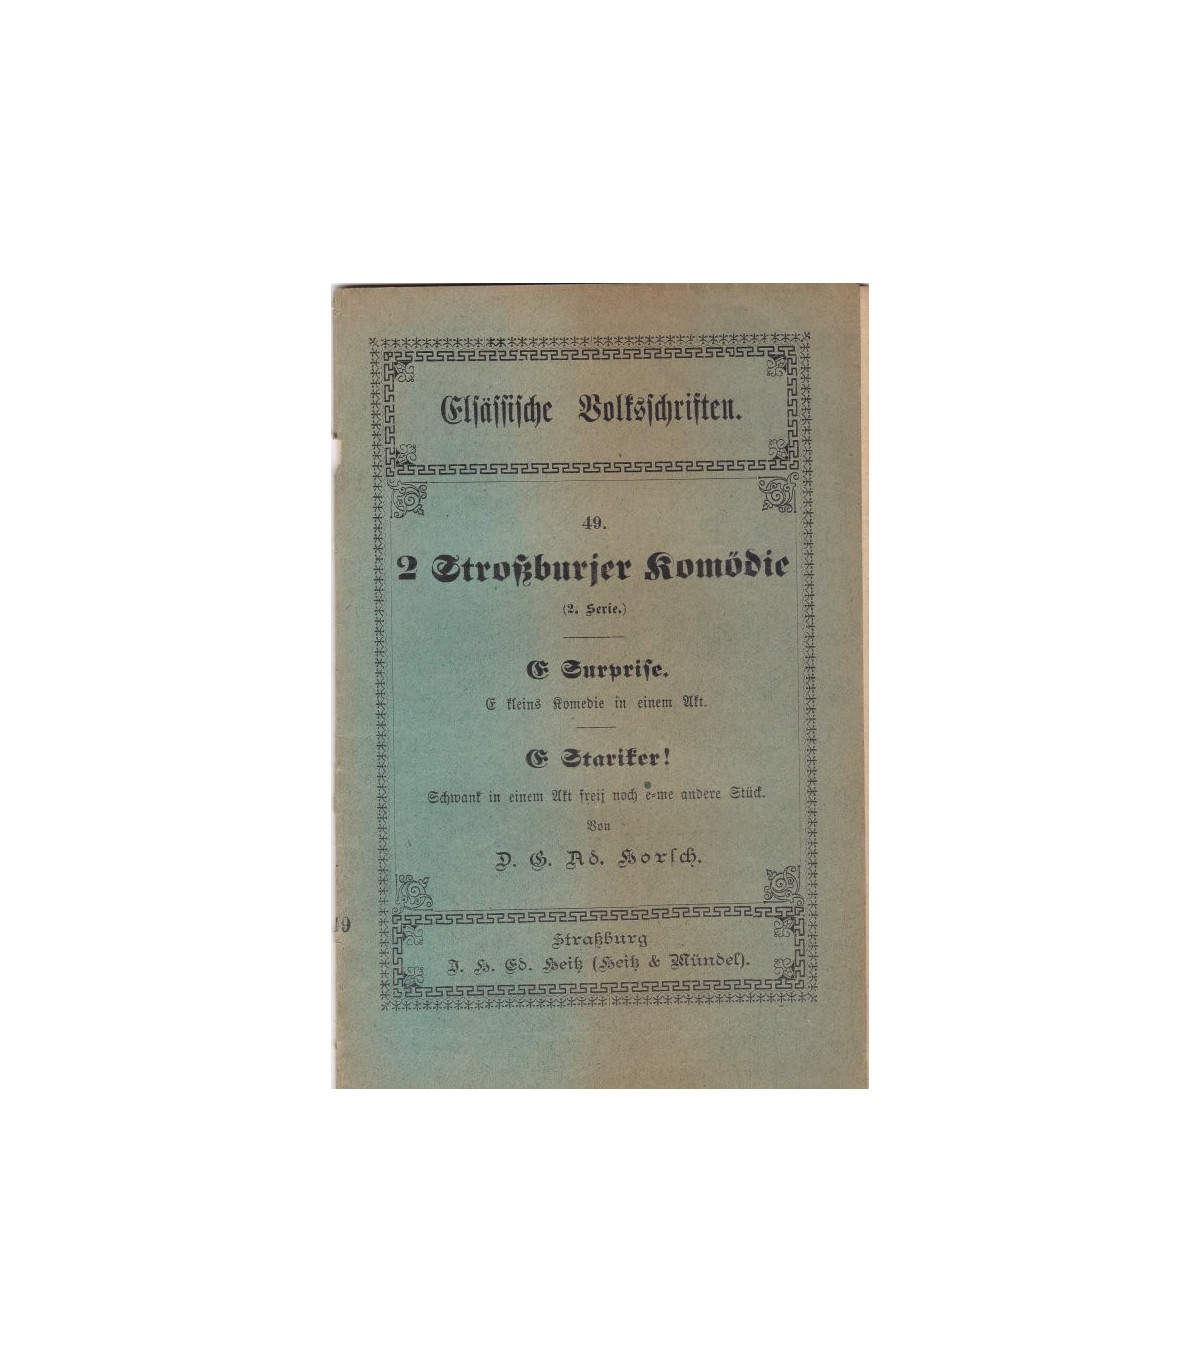 Elsässische Volksschriften.
49.
2 Stroßburjer Komödie
(2. Serie.)
E Surprise.
E kleins Komedie in einem Akt.
E Stariker!
Schwank in einem Akt freij noch e-me andere Stück.
Von
D. G. Ad. Horsch.
49
Straßburg
J. H. Ed. Heitz (Heitz & Mündel).